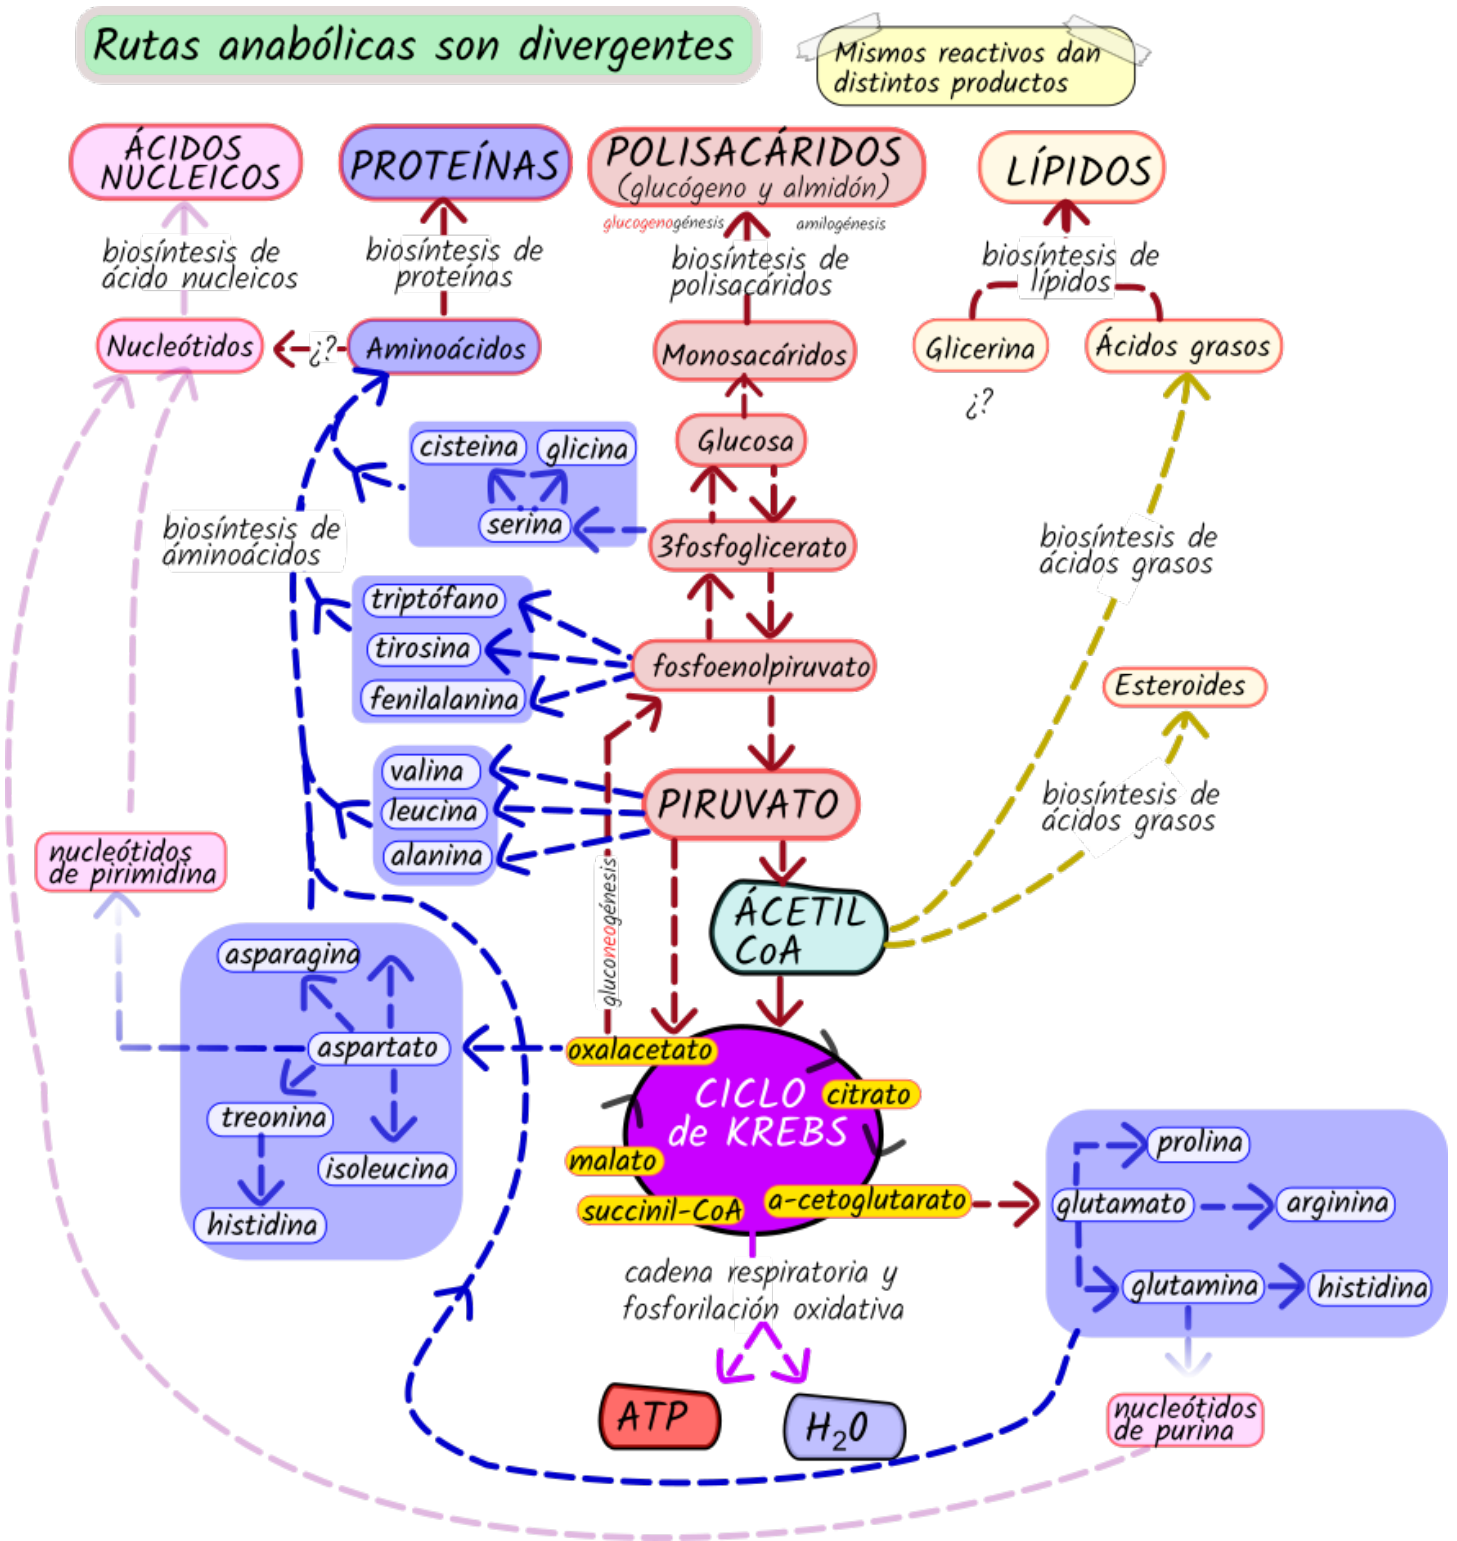 Rutas anabólicas son divergentes
Mismos reactivos dan
distintos productos
ÁCIDOS
NUCLEICOS
PROTEÍNAS
POLISACÁRIDOS
(glucógeno y almidón)
LÍPIDOS
glucogenogénesis
amilogénesis
biosíntesis de
ácido nucleicos
biosíntesis de
proteínas
biosíntesis de
polisacáridos
biosíntesis de
lípidos
Nucleótidos
¿?
Aminoácidos
Monosacáridos
Glicerina
Ácidos grasos
¿?
cisteina
glicina
serina
Glucosa
biosíntesis de
áminoácidos
3fosfoglicerato
biosíntesis de
ácidos grasos
triptófano
tirosina
fenilalanina
fosfoenolpiruvato
Esteroides
valina
leucina
alanina
PIRUVATO
biosíntesis de
ácidos grasos
nucleótidos
de pirimidina
gluconeogénesis
ÁCETIL
CoA
asparagina
aspartato
treonina
isoleucina
histidina
oxalacetato
CICLO
de KREBS
citrato
malato
succinil-CoA
a-cetoglutarato
prolina
glutamato
arginina
glutamina
histidina
cadena respiratoria y
fosforilación oxidativa
ATP
H₂O
nucleótidos
de purina